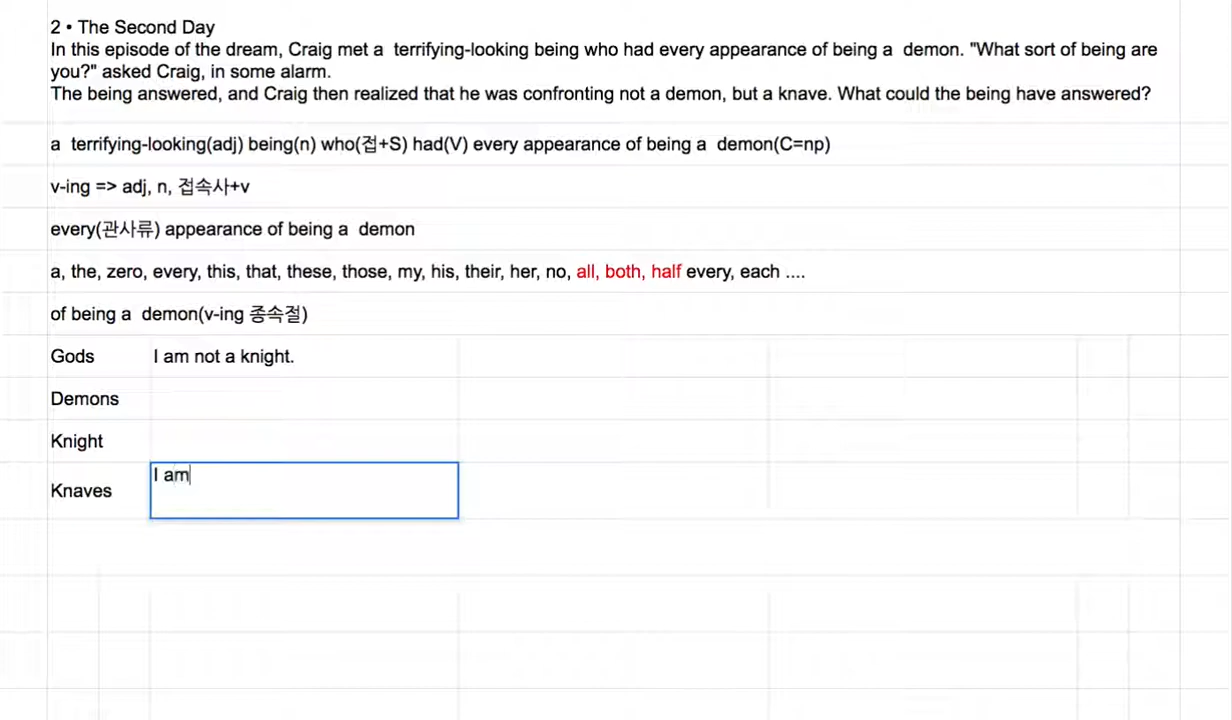 2 • The Second Day
In this episode of the dream, Craig met a  terrifying-looking being who had every appearance of being a  demon. "What sort of being are
you?" asked Craig, in some alarm.
The being answered, and Craig then realized that he was confronting not a demon, but a knave. What could the being have answered?
a  terrifying-looking(adj) being(n) who(접+S) had(V) every appearance of being a  demon(C=np)
v-ing => adj, n, 접속사+v
every(관사류) appearance of being a  demon
a, the, zero, every, this, that, these, those, my, his, their, her, no, all, both, half every, each ....
of being a  demon(v-ing 종속절)
Gods I am not a knight.
Demons
Knight
Knaves I am